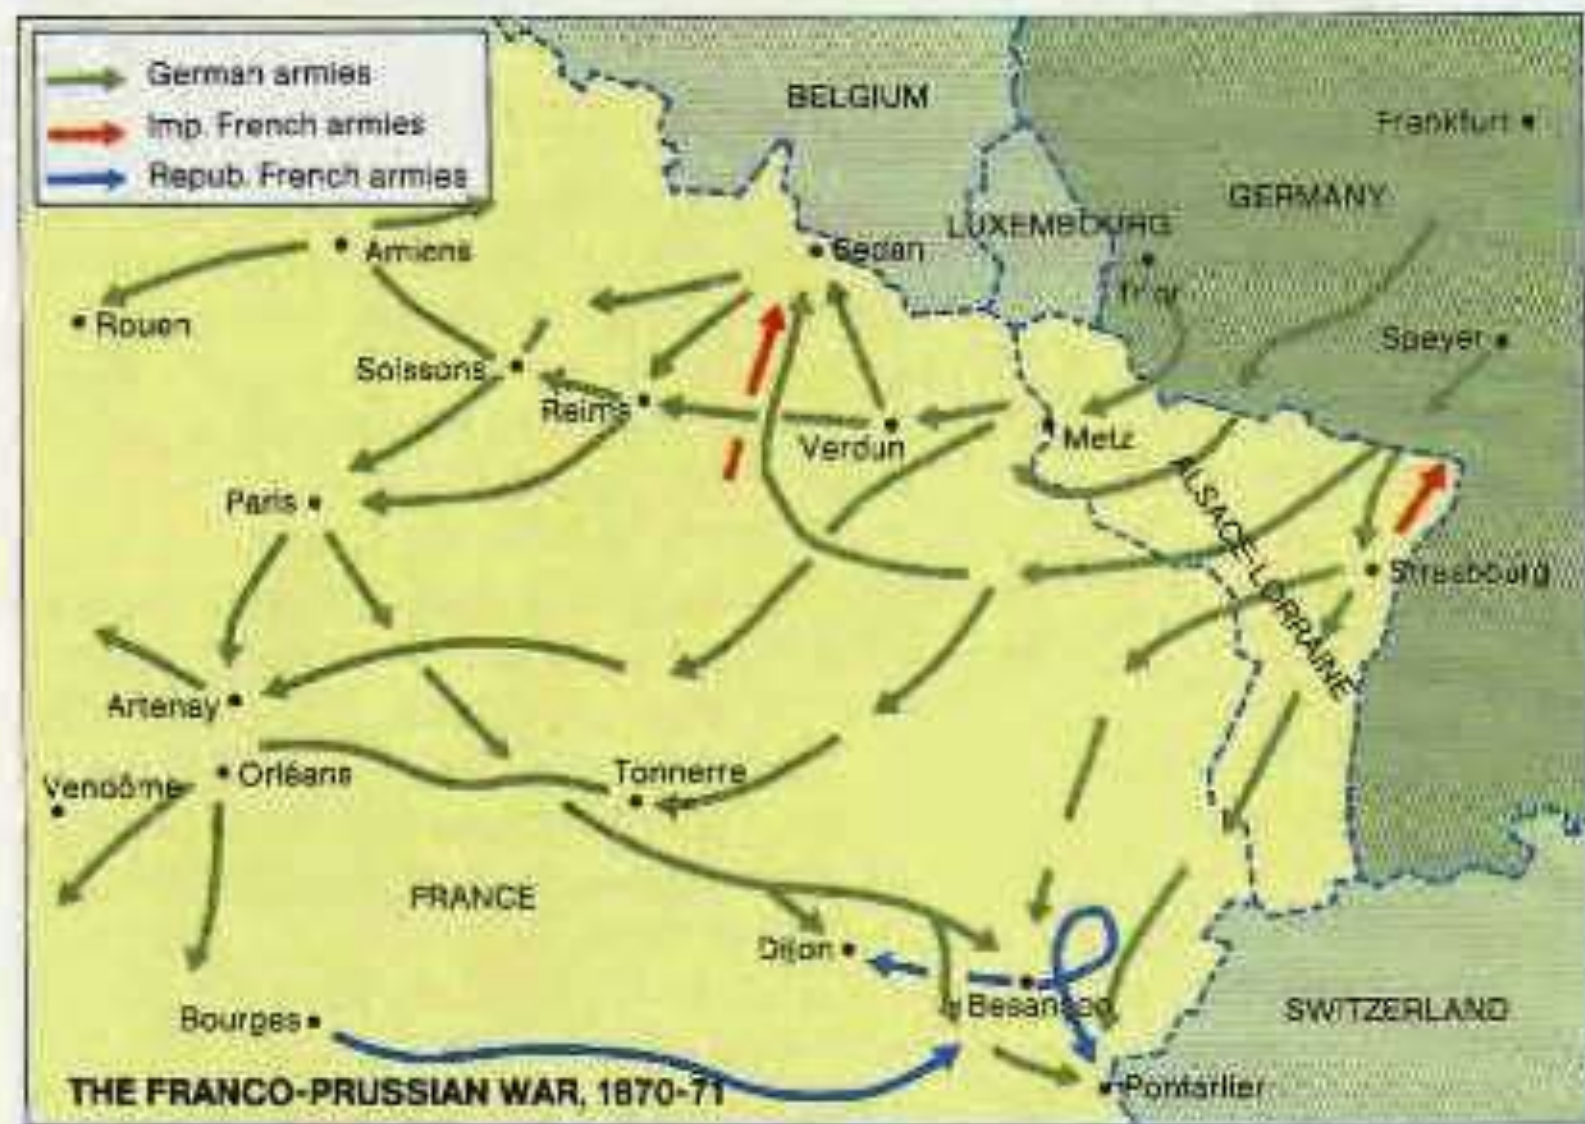 German armies
Imp. French armies
Repub. French armies
BELGIUM
Frankfurt
GERMANY
LUXEMBOURG
Amiens
Sedan
Trier
Rouen
Speyer
Soissons
Reims
Verdun
Metz
Paris
ALSACE-LORRAINE
Strasbourg
Artenay
Orléans
Tonnerre
Vendôme
FRANCE
Dijon
Besançon
Bourges
SWITZERLAND
Pontarlier
THE FRANCO-PRUSSIAN WAR, 1870-71